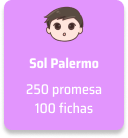 Sol Palermo
250 promesa
100 fichas